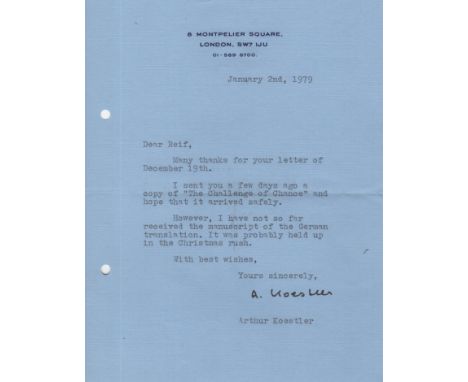 8 MONTPELIER SQUARE,
LONDON, SW7 1JU
01-589 9700.
January 2nd, 1979
Dear Reif,
Many thanks for your letter of
December 19th.
I sent you a few days ago a
copy of "The Challenge of Chance" and
hope that it arrived safely.
However, I have not so far
received the manuscript of the German
translation. It was probably held up
in the Christmas rush.
With best wishes,
Yours sincerely,
A. Koestler
Arthur Koestler